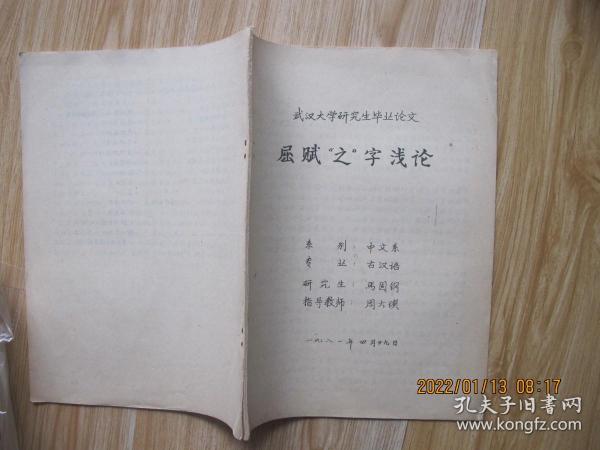 武汉大学研究生毕业论文
屈赋“之”字浅论
系别：中文系
专业：古汉语
研究生：马固钢
指导教师：周大璞
一九八一年四月廿九日
2022/01/13 08:17
孔夫子旧书网
www.kongfz.com